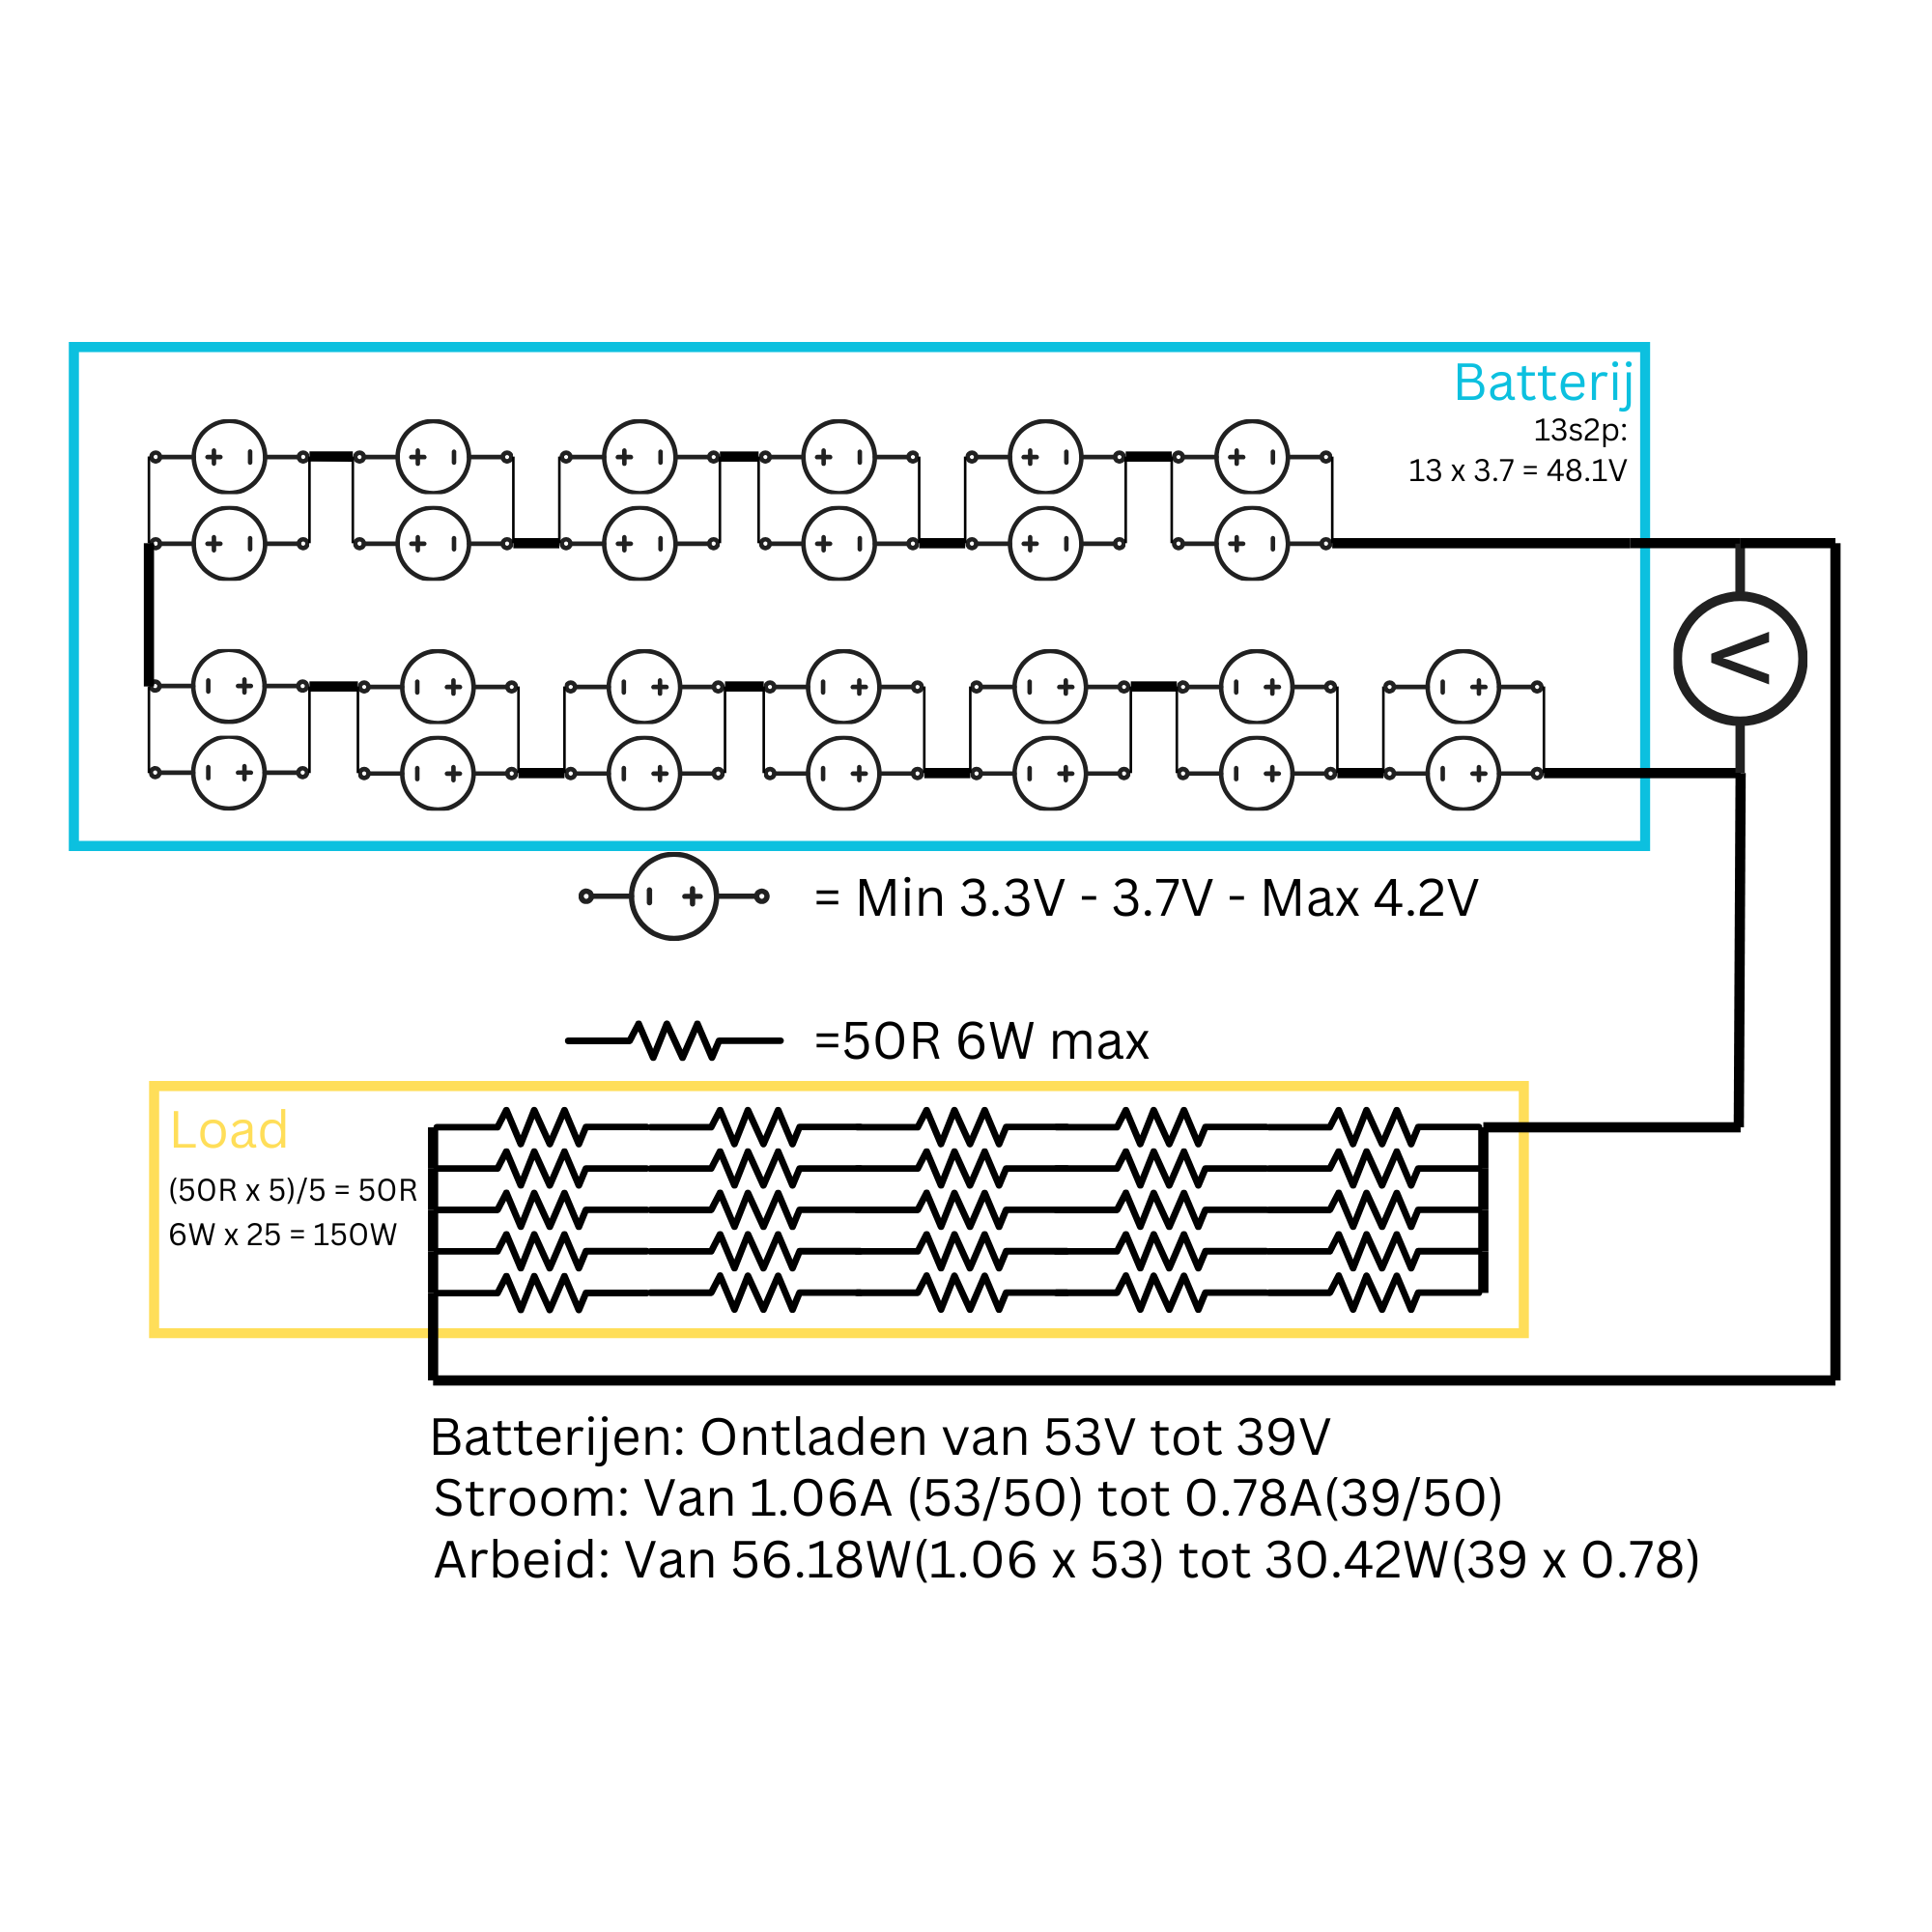 Batterij
13s2p:
13 x 3.7 = 48.1V
V
= Min 3.3V - 3.7V - Max 4.2V
=50R 6W max
Load
(50R x 5)/5 = 50R
6W x 25 = 150W
Batterijen: Ontladen van 53V tot 39V
Stroom: Van 1.06A (53/50) tot 0.78A(39/50)
Arbeid: Van 56.18W(1.06 x 53) tot 30.42W(39 x 0.78)